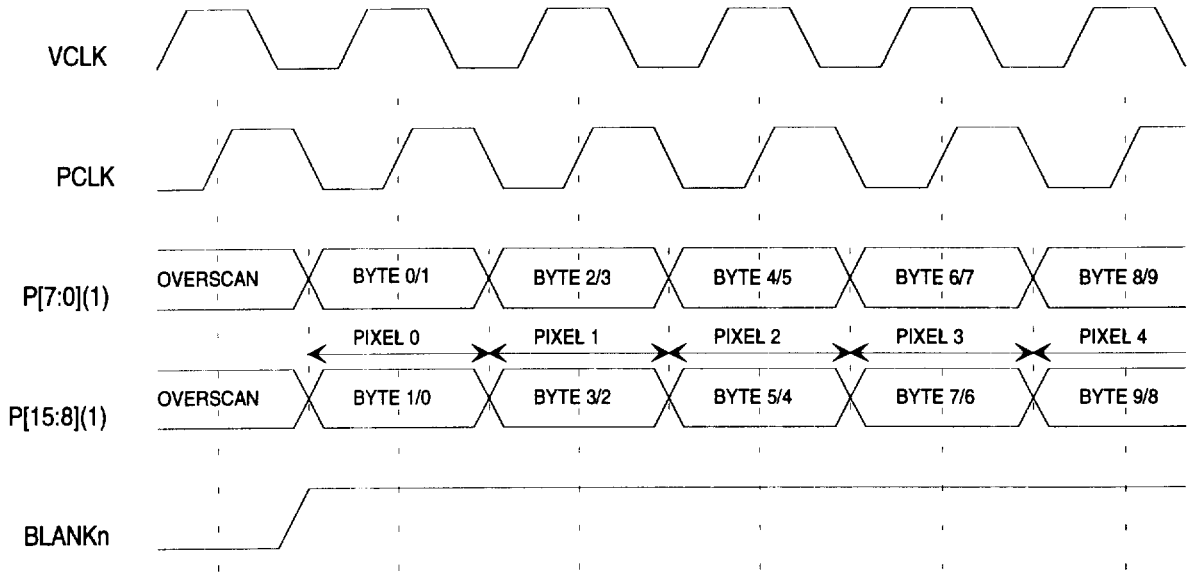 VCLK
PCLK
P[7:0](1)
OVERSCAN BYTE 0/1 BYTE 2/3 BYTE 4/5 BYTE 6/7 BYTE 8/9
PIXEL 0 PIXEL 1 PIXEL 2 PIXEL 3 PIXEL 4
P[15:8](1)
OVERSCAN BYTE 1/0 BYTE 3/2 BYTE 5/4 BYTE 7/6 BYTE 9/8
BLANKn